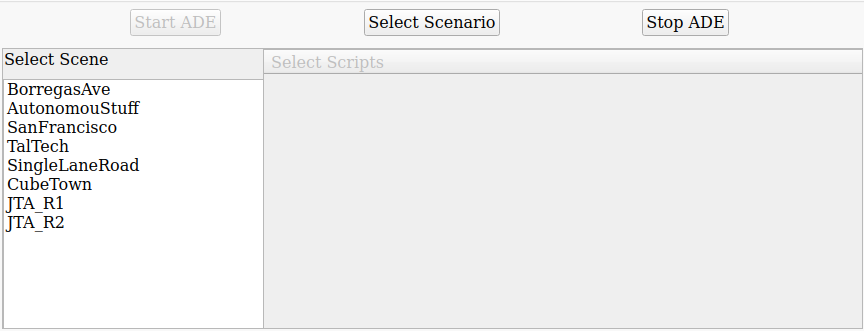 Start ADE
Select Scenario
Stop ADE
Select Scene
Select Scripts
BorregasAve
AutonomouStuff
SanFrancisco
TalTech
SingleLaneRoad
CubeTown
JTA_R1
JTA_R2